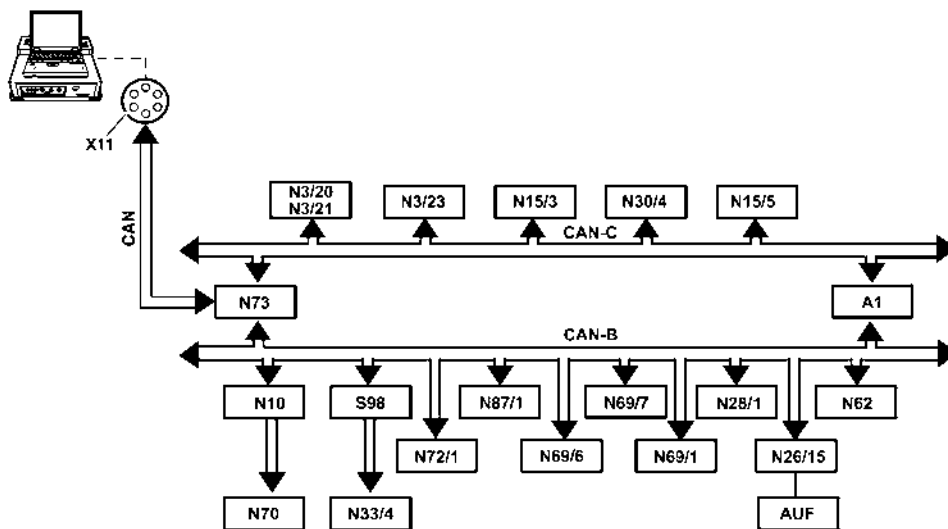 X11
CAN
N3/20
N3/21
N3/23
N15/3
N30/4
N15/5
CAN-C
N73
A1
CAN-B
N10
S98
N87/1
N69/7
N28/1
N62
N72/1
N69/6
N69/1
N26/15
N70
N33/4
AUF